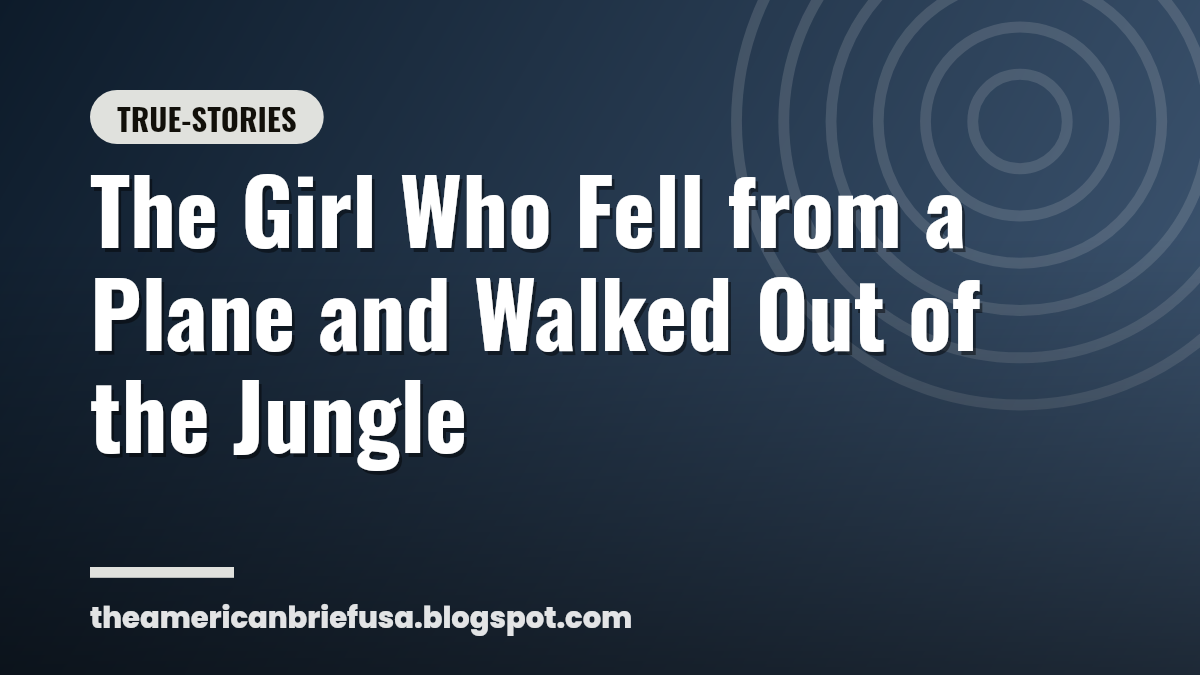 TRUE-STORIES
The Girl Who Fell from a
Plane and Walked Out of
the Jungle
theamericanbriefusa.blogspot.com